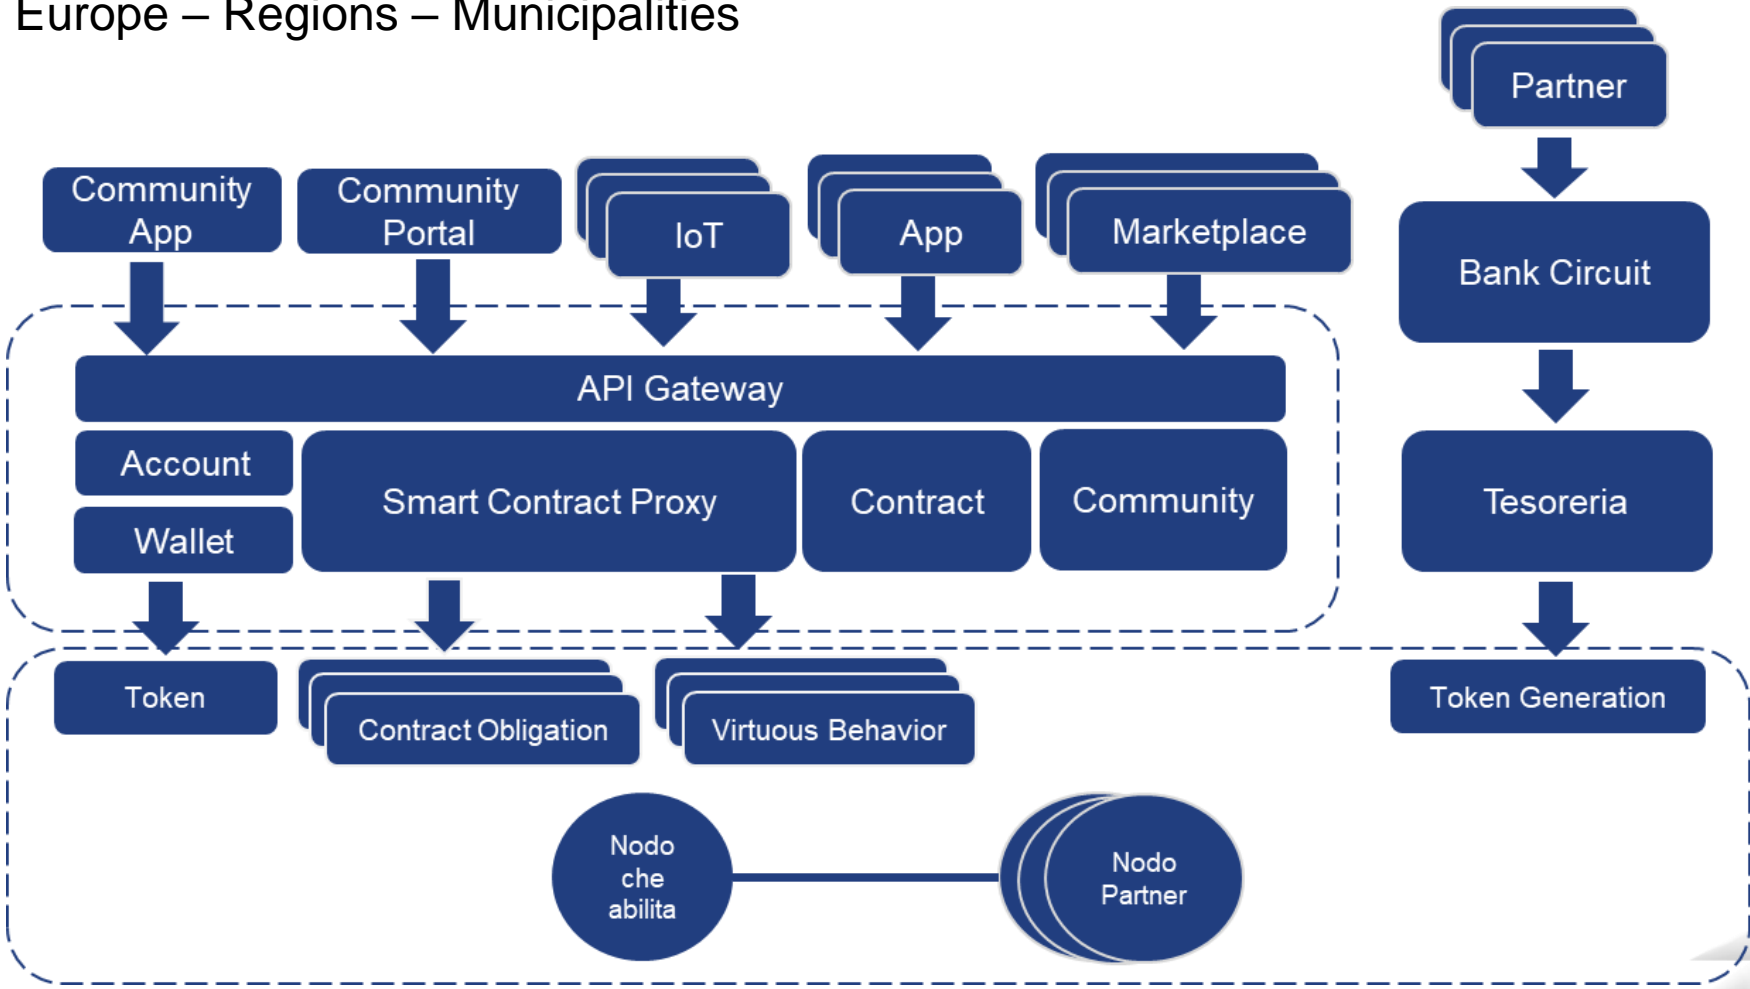 Europe – Regions – Municipalities
Partner
Community
App
Community
Portal
IoT
App
Marketplace
Bank Circuit
API Gateway
Account
Wallet
Smart Contract Proxy
Contract
Community
Tesoreria
Token
Contract Obligation
Virtuous Behavior
Token Generation
Nodo
che
abilita
Nodo
Partner